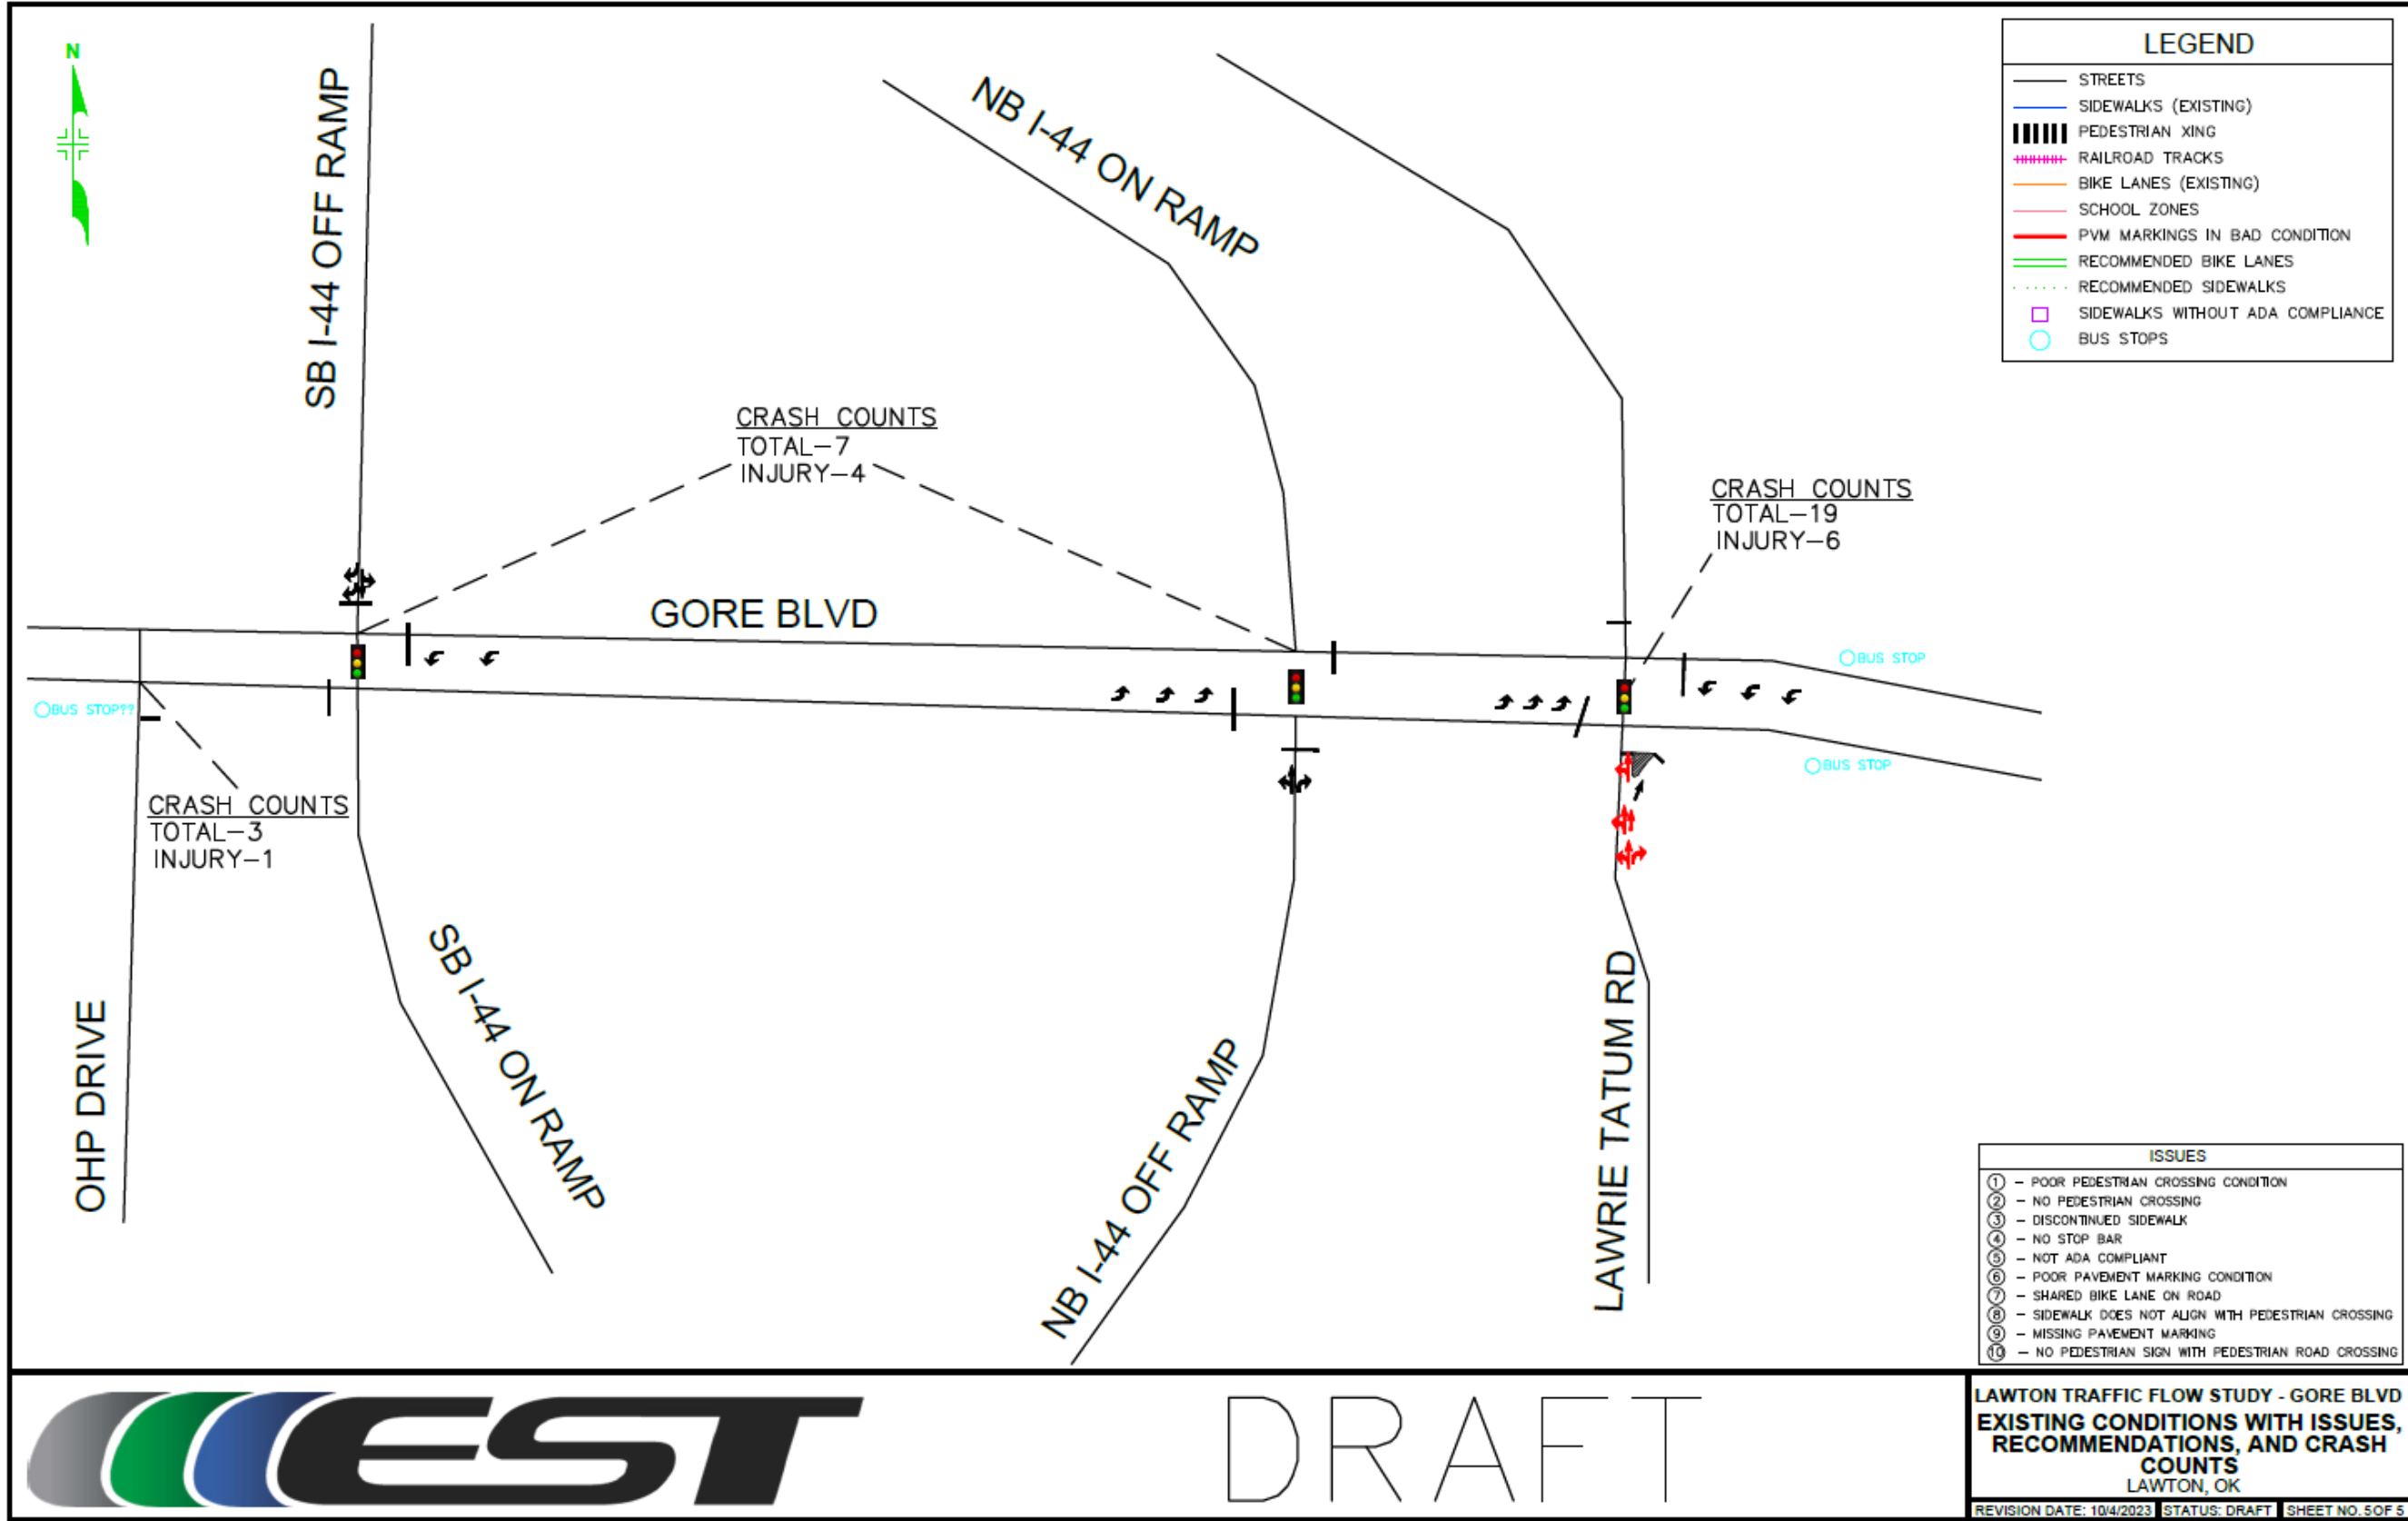 N
SB I-44 OFF RAMP
NB I-44 ON RAMP
LEGEND
STREETS
SIDEWALKS (EXISTING)
PEDESTRIAN XING
RAILROAD TRACKS
BIKE LANES (EXISTING)
SCHOOL ZONES
PVM MARKINGS IN BAD CONDITION
RECOMMENDED BIKE LANES
RECOMMENDED SIDEWALKS
SIDEWALKS WITHOUT ADA COMPLIANCE
BUS STOPS
CRASH COUNTS
TOTAL-7
INJURY-4
CRASH COUNTS
TOTAL-19
INJURY-6
GORE BLVD
BUS STOP
BUS STOP??
BUS STOP
CRASH COUNTS
TOTAL-3
INJURY-1
OHP DRIVE
SB I-44 ON RAMP
NB I-44 OFF RAMP
LAWRIE TATUM RD
ISSUES
1 - POOR PEDESTRIAN CROSSING CONDITION
2 - NO PEDESTRIAN CROSSING
3 - DISCONTINUED SIDEWALK
4 - NO STOP BAR
5 - NOT ADA COMPLIANT
6 - POOR PAVEMENT MARKING CONDITION
7 - SHARED BIKE LANE ON ROAD
8 - SIDEWALK DOES NOT ALIGN WITH PEDESTRIAN CROSSING
9 - MISSING PAVEMENT MARKING
10 - NO PEDESTRIAN SIGN WITH PEDESTRIAN ROAD CROSSING
EST
DRAFT
LAWTON TRAFFIC FLOW STUDY - GORE BLVD
EXISTING CONDITIONS WITH ISSUES,
RECOMMENDATIONS, AND CRASH
COUNTS
LAWTON, OK
REVISION DATE: 10/4/2023 STATUS: DRAFT SHEET NO. 5 OF 5